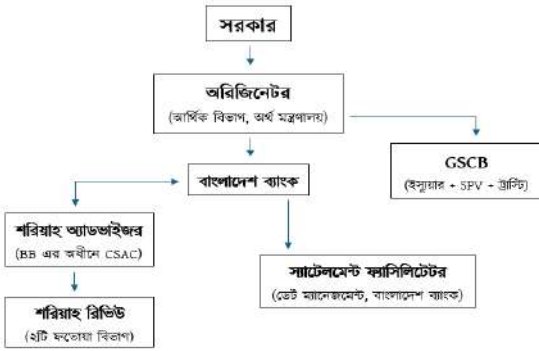 সরকার
অরিজিনেটর
(আর্থিক বিভাগ, অর্থ মন্ত্রণালয়)
GSCB
(ইস্যুয়ার + SPV + ট্রাস্টি)
বাংলাদেশ ব্যাংক
শরিয়াহ অ্যাডভাইজর
(BB এর অধীনে CSAC)
স্যাটেলমেন্ট ফ্যাসিলিটেটর
(ডেট ম্যানেজমেন্ট, বাংলাদেশ ব্যাংক)
শরিয়াহ রিভিউ
(২টি ফতোয়া বিভাগ)